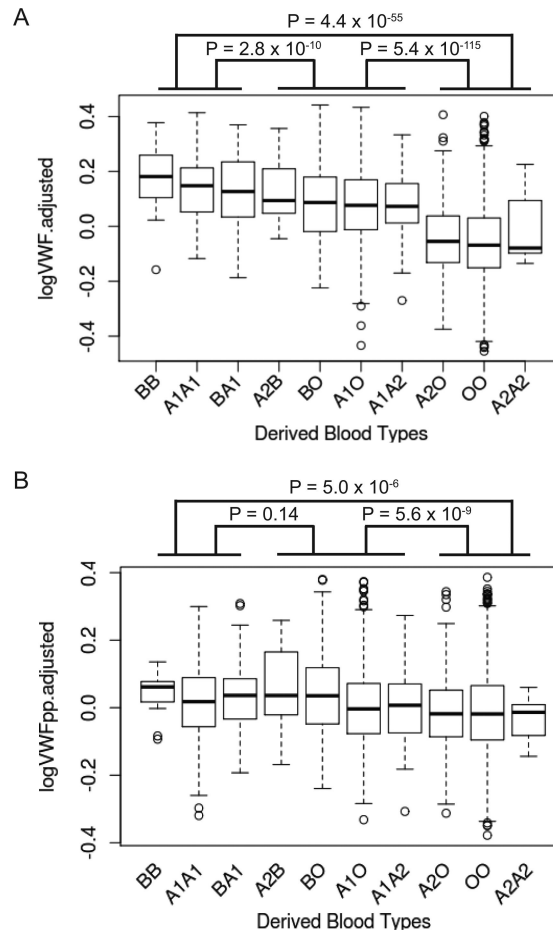 A
P = 4.4 x 10⁻⁵⁵
P = 2.8 x 10⁻¹⁰ P = 5.4 x 10⁻¹¹⁵
logVWF.adjusted
0.4
0.2
0.0
-0.2
-0.4
BB A1A1 BA1 A2B BO A1O A1A2 A2O OO A2A2
Derived Blood Types
B
P = 5.0 x 10⁻⁶
P = 0.14 P = 5.6 x 10⁻⁹
logVWFpp.adjusted
0.4
0.2
0.0
-0.2
-0.4
BB A1A1 BA1 A2B BO A1O A1A2 A2O OO A2A2
Derived Blood Types